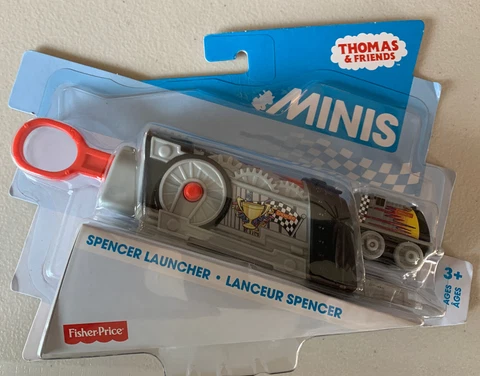 THOMAS
& FRIENDS
MINIS
SPENCER LAUNCHER • LANCEUR SPENCER
AGES 3+
ÂGES
Fisher-Price